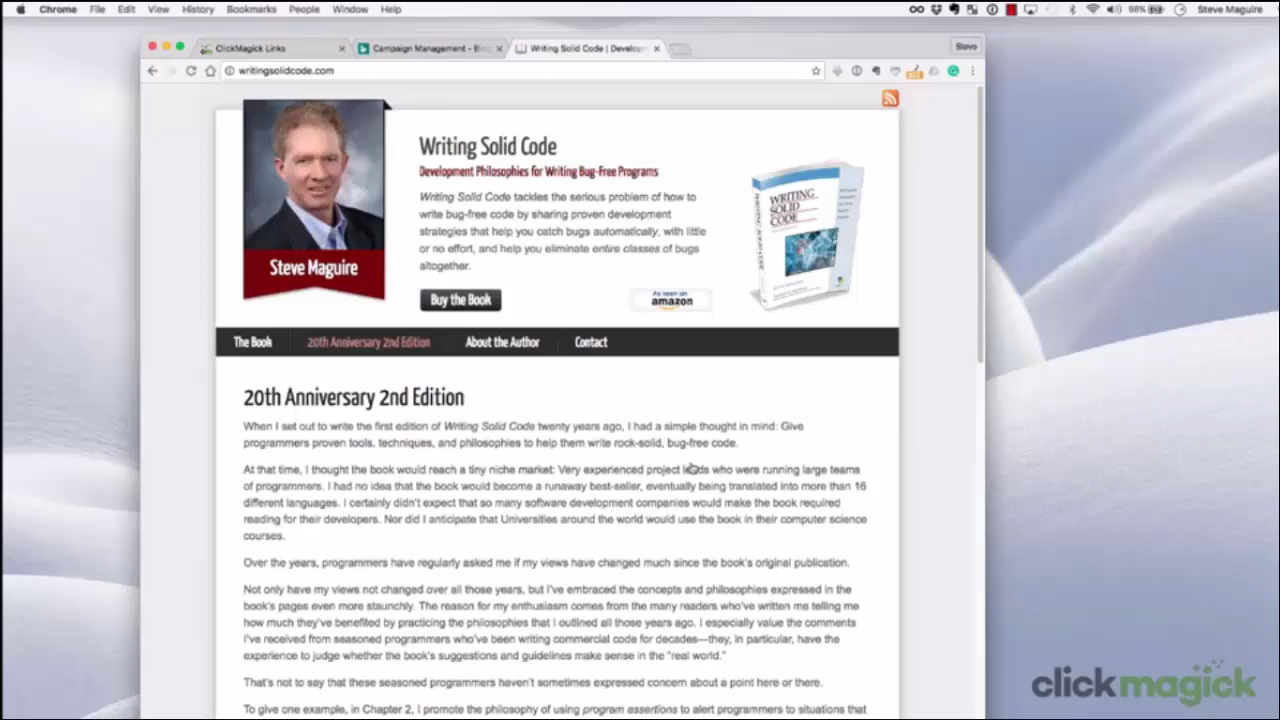 Chrome File Edit View History Bookmarks People Window Help 98% Steve Maguire
ClickMagick Links Campaign Management - Bing Writing Solid Code | Develop Steve
writingsolidcode.com
Writing Solid Code
Development Philosophies for Writing Bug-Free Programs
Writing Solid Code tackles the serious problem of how to
write bug-free code by sharing proven development
strategies that help you catch bugs automatically, with little
or no effort, and help you eliminate entire classes of bugs
altogether.
Steve Maguire
Buy the Book
As seen on
amazon
WRITING
SOLID
CODE
WRITING SOLID CODE
The Book 20th Anniversary 2nd Edition About the Author Contact
20th Anniversary 2nd Edition
When I set out to write the first edition of Writing Solid Code twenty years ago, I had a simple thought in mind: Give
programmers proven tools, techniques, and philosophies to help them write rock-solid, bug-free code.
At that time, I thought the book would reach a tiny niche market: Very experienced project leads who were running large teams
of programmers. I had no idea that the book would become a runaway best-seller, eventually being translated into more than 16
different languages. I certainly didn't expect that so many software development companies would make the book required
reading for their developers. Nor did I anticipate that Universities around the world would use the book in their computer science
courses.
Over the years, programmers have regularly asked me if my views have changed much since the book's original publication.
Not only have my views not changed over all those years, but I've embraced the concepts and philosophies expressed in the
book's pages even more staunchly. The reason for my enthusiasm comes from the many readers who've written me telling me
how much they've benefited by practicing the philosophies that I outlined all those years ago. I especially value the comments
I've received from seasoned programmers who've been writing commercial code for decades—they, in particular, have the
experience to judge whether the book's suggestions and guidelines make sense in the "real world."
That's not to say that these seasoned programmers haven't sometimes expressed concern about a point here or there.
To give one example, in Chapter 2, I promote the philosophy of using program assertions to alert programmers to situations that
clickmagick